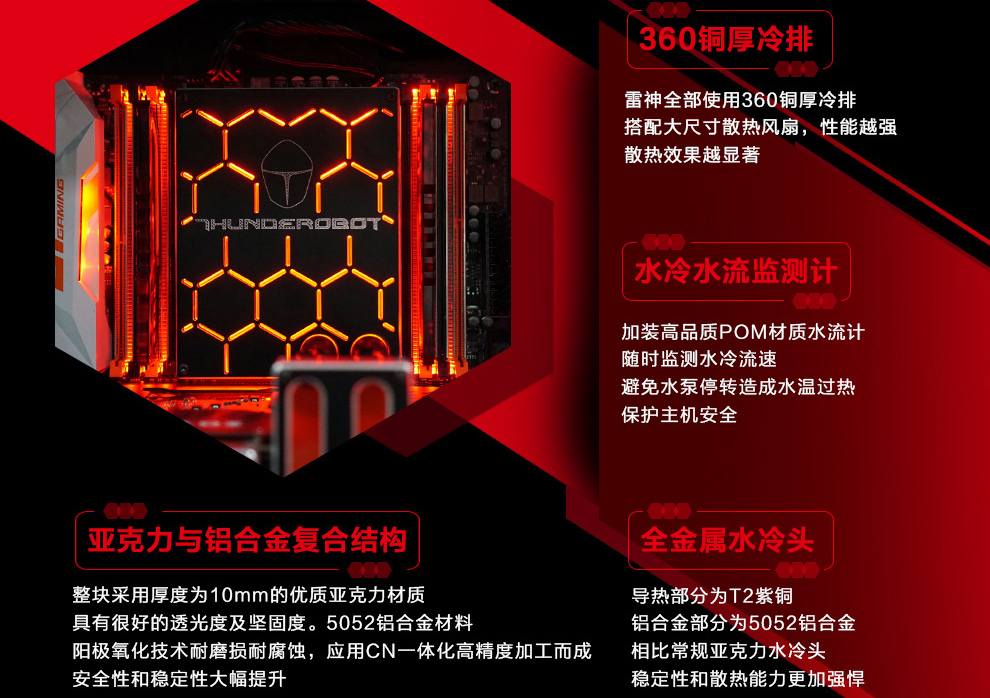 GAMING
THUNDEROBOT
360铜厚冷排
雷神全部使用360铜厚冷排
搭配大尺寸散热风扇，性能越强
散热效果越显著
水冷水流监测计
加装高品质POM材质水流计
随时监测水冷流速
避免水泵停转造成水温过热
保护主机安全
亚克力与铝合金复合结构
整块采用厚度为10mm的优质亚克力材质
具有很好的透光度及坚固度。5052铝合金材料
阳极氧化技术耐磨损耐腐蚀，应用CN一体化高精度加工而成
安全性和稳定性大幅提升
全金属水冷头
导热部分为T2紫铜
铝合金部分为5052铝合金
相比常规亚克力水冷头
稳定性和散热能力更加强悍